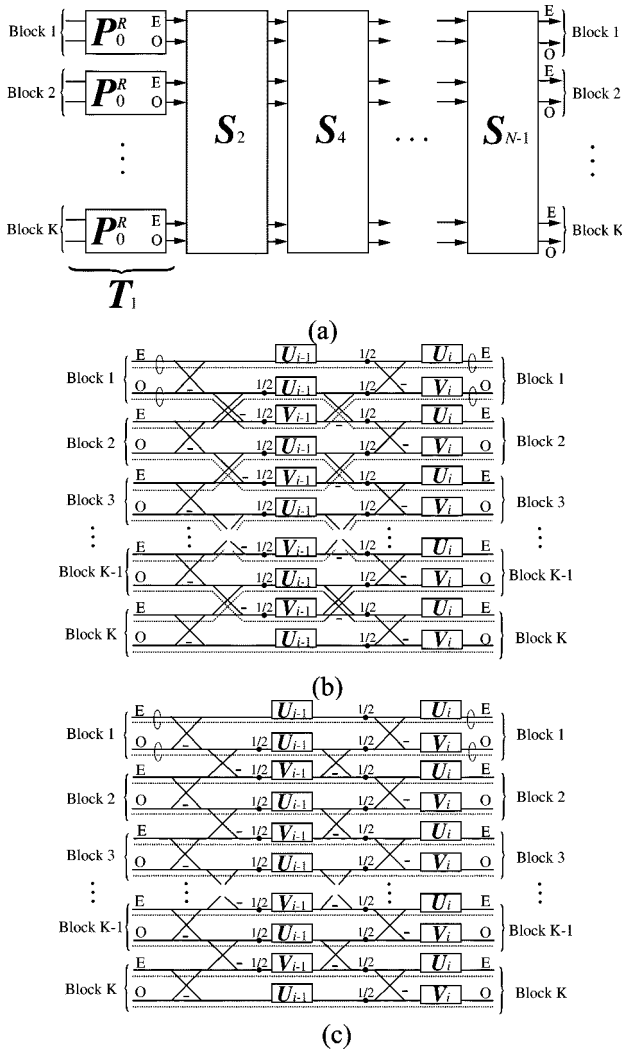 Block 1 P_0^R E O E O Block 1
Block 2 P_0^R E O E O Block 2
S_2 S_4 . . . S_{N-1}
Block K P_0^R E O E O Block K
T_1
(a)
E U_{i-1} 1/2 U_i E
Block 1 Block 1
O 1/2 U_{i-1} V_i O
E - 1/2 V_{i-1} - 1/2 U_i E
Block 2 Block 2
O - 1/2 U_{i-1} 1/2 - V_i O
E - 1/2 V_{i-1} - 1/2 U_i E
Block 3 Block 3
O - 1/2 U_{i-1} 1/2 - V_i O
E - 1/2 V_{i-1} - 1/2 U_i E
Block K-1 Block K-1
O - 1/2 U_{i-1} 1/2 - V_i O
E - 1/2 V_{i-1} - 1/2 U_i E
Block K Block K
O - U_{i-1} 1/2 - V_i O
(b)
E U_{i-1} 1/2 U_i E
Block 1 Block 1
O - 1/2 U_{i-1} 1/2 - V_i O
E - 1/2 V_{i-1} - 1/2 U_i E
Block 2 Block 2
O - 1/2 U_{i-1} 1/2 - V_i O
E - 1/2 V_{i-1} - 1/2 U_i E
Block 3 Block 3
O - 1/2 U_{i-1} 1/2 - V_i O
E - 1/2 V_{i-1} - 1/2 U_i E
Block K-1 Block K-1
O - 1/2 U_{i-1} 1/2 - V_i O
E - 1/2 V_{i-1} - 1/2 U_i E
Block K Block K
O - U_{i-1} 1/2 - V_i O
(c)